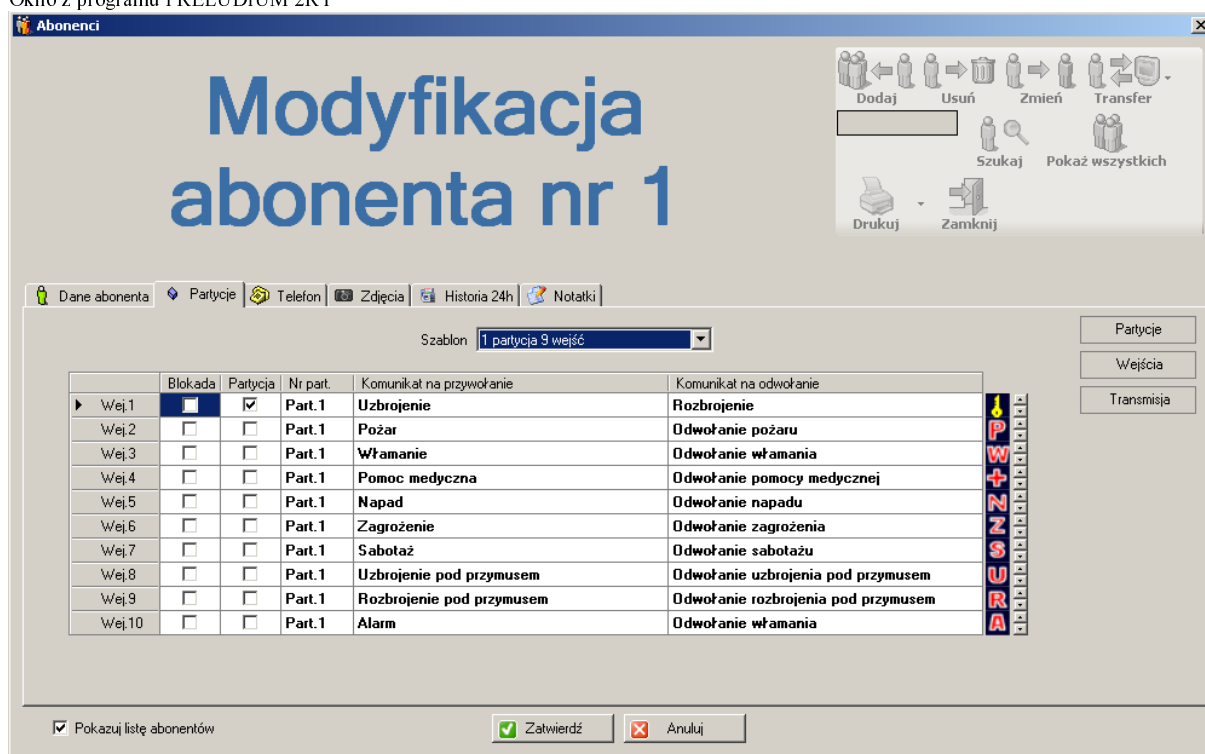 Okno z programu PRELUDIUM 2RT
Abonenci
Modyfikacja
abonenta nr 1
Dodaj Usuń Zmień Transfer
Szukaj Pokaż wszystkich
Drukuj Zamknij
Dane abonenta Partycje Telefon Zdjęcia Historia 24h Notatki
Szablon 1 partycja 9 wejść
Partycje
Wejścia
Transmisja
Blokada Partycja Nr part. Komunikat na przywołanie Komunikat na odwołanie
Wej.1 Part.1 Uzbrojenie Rozbrojenie
Wej.2 Part.1 Pożar Odwołanie pożaru P
Wej.3 Part.1 Włamanie Odwołanie włamania W
Wej.4 Part.1 Pomoc medyczna Odwołanie pomocy medycznej
Wej.5 Part.1 Napad Odwołanie napadu N
Wej.6 Part.1 Zagrożenie Odwołanie zagrożenia Z
Wej.7 Part.1 Sabotaż Odwołanie sabotażu S
Wej.8 Part.1 Uzbrojenie pod przymusem Odwołanie uzbrojenia pod przymusem U
Wej.9 Part.1 Rozbrojenie pod przymusem Odwołanie rozbrojenia pod przymusem R
Wej.10 Part.1 Alarm Odwołanie włamania A
Pokazuj listę abonentów Zatwierdź Anuluj